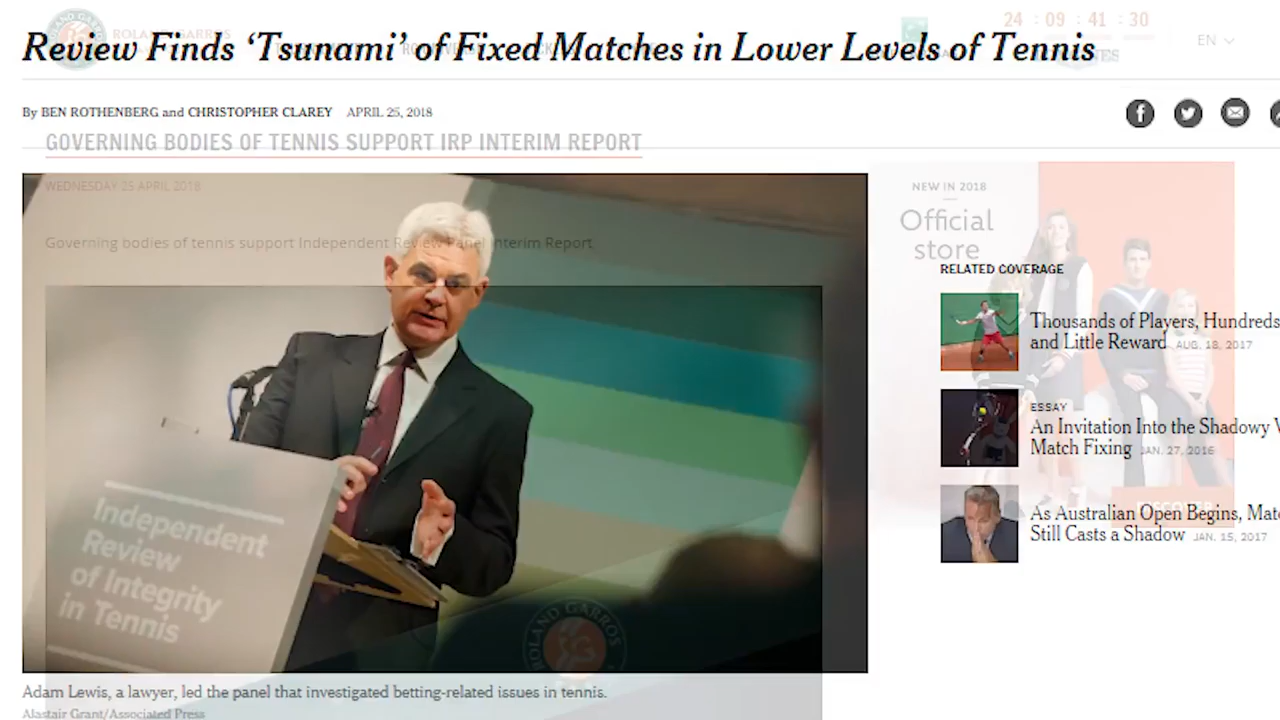 24 : 09 : 41 : 30
ROLAND GARROS
EN
Review Finds ‘Tsunami’ of Fixed Matches in Lower Levels of Tennis
By BEN ROTHENBERG and CHRISTOPHER CLAREY APRIL 25, 2018
GOVERNING BODIES OF TENNIS SUPPORT IRP INTERIM REPORT
WEDNESDAY 25 APRIL 2018
Governing bodies of tennis support Independent Review Panel Interim Report.
NEW IN 2018
Official
store
RELATED COVERAGE
Thousands of Players, Hundreds
and Little Reward AUG. 18, 2017
ESSAY
An Invitation Into the Shadowy
Match Fixing JAN. 27, 2016
As Australian Open Begins, Mat
Still Casts a Shadow JAN. 15, 2017
Independent
Review
of Integrity
in Tennis
ROLAND GARROS
Adam Lewis, a lawyer, led the panel that investigated betting-related issues in tennis.
Alastair Grant/Associated Press